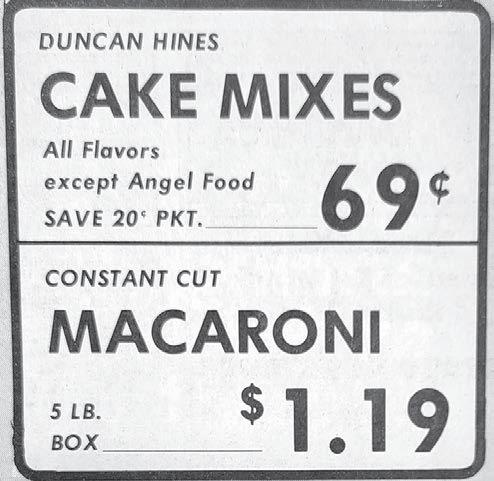 DUNCAN HINES
CAKE MIXES
All Flavors
except Angel Food
SAVE 20¢ PKT. 69¢
CONSTANT CUT
MACARONI
5 LB.
BOX $1.19